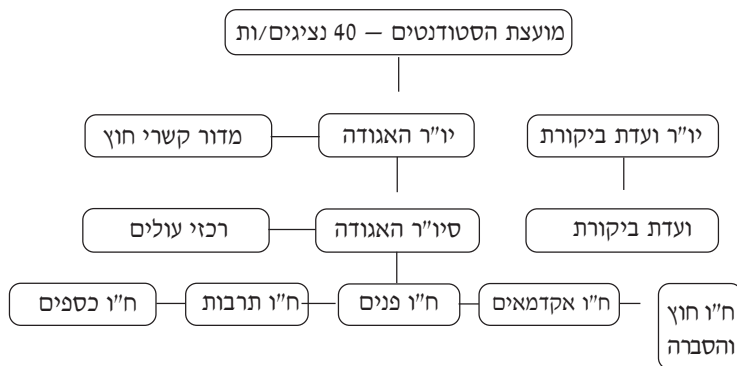 מועצת הסטודנטים – 40 נציגים/ות
יו"ר ועדת ביקורת
יו"ר האגודה
מדור קשרי חוץ
ועדת ביקורת
סיו"ר האגודה
רכזי עולים
ח"ו חוץ
והסברה
ח"ו אקדמאים
ח"ו פנים
ח"ו תרבות
ח"ו כספים